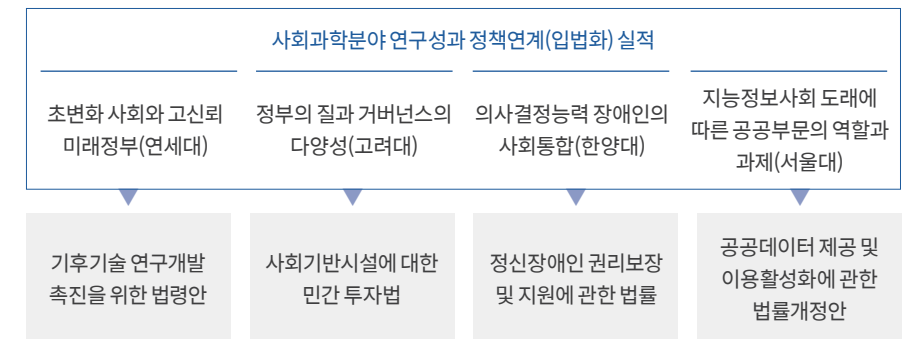 사회과학분야 연구성과 정책연계(입법화) 실적
초변화 사회와 고신뢰
미래정부(연세대)
정부의 질과 거버넌스의
다양성(고려대)
의사결정능력 장애인의
사회통합(한양대)
지능정보사회 도래에
따른 공공부문의 역할과
과제(서울대)
기후기술 연구개발
촉진을 위한 법령안
사회기반시설에 대한
민간 투자법
정신장애인 권리보장
및 지원에 관한 법률
공공데이터 제공 및
이용활성화에 관한
법률개정안